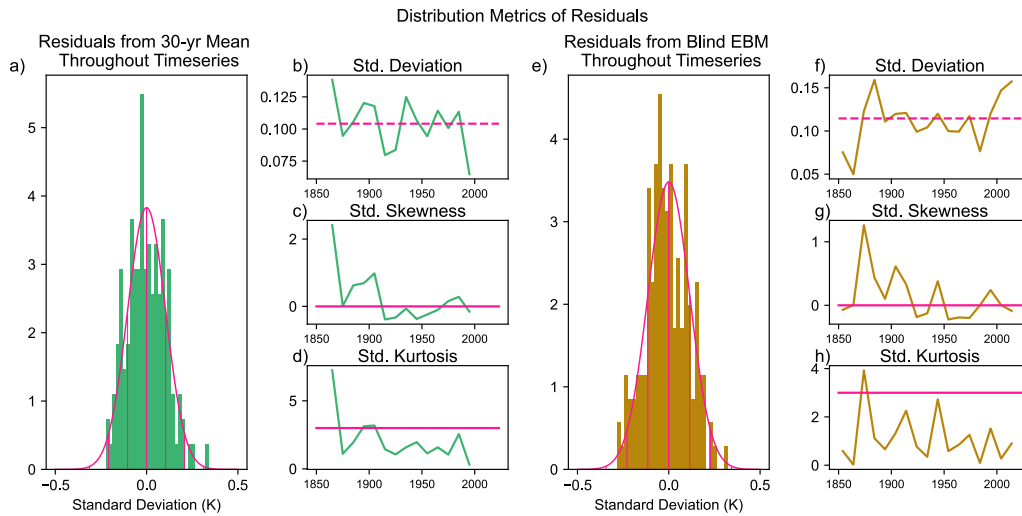 Distribution Metrics of Residuals
a)
Residuals from 30-yr Mean
Throughout Timeseries
5
4
3
2
1
0
−0.5
0.0
0.5
Standard Deviation (K)
b)
Std. Deviation
0.125
0.100
0.075
1850
1900
1950
2000
c)
Std. Skewness
2
0
1850
1900
1950
2000
d)
Std. Kurtosis
5
0
1850
1900
1950
2000
e)
Residuals from Blind EBM
Throughout Timeseries
4
3
2
1
0
−0.5
0.0
0.5
Standard Deviation (K)
f)
Std. Deviation
0.15
0.10
0.05
1850
1900
1950
2000
g)
Std. Skewness
1
0
1850
1900
1950
2000
h)
Std. Kurtosis
4
2
0
1850
1900
1950
2000